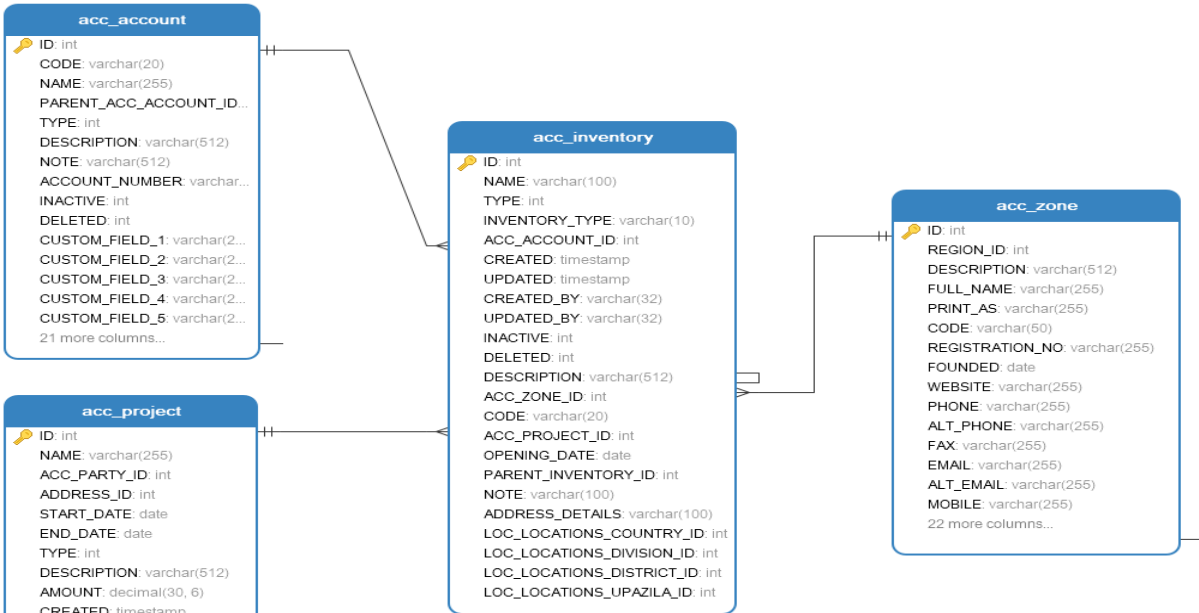 acc_account
ID: int
CODE: varchar(20)
NAME: varchar(255)
PARENT_ACC_ACCOUNT_ID...
TYPE: int
DESCRIPTION: varchar(512)
NOTE: varchar(512)
ACCOUNT_NUMBER: varchar...
INACTIVE: int
DELETED: int
CUSTOM_FIELD_1: varchar(2...
CUSTOM_FIELD_2: varchar(2...
CUSTOM_FIELD_3: varchar(2...
CUSTOM_FIELD_4: varchar(2...
CUSTOM_FIELD_5: varchar(2...
21 more columns...
acc_project
ID: int
NAME: varchar(255)
ACC_PARTY_ID: int
ADDRESS_ID: int
START_DATE: date
END_DATE: date
TYPE: int
DESCRIPTION: varchar(512)
AMOUNT: decimal(30, 6)
CREATED: timestamp
acc_inventory
ID: int
NAME: varchar(100)
TYPE: int
INVENTORY_TYPE: varchar(10)
ACC_ACCOUNT_ID: int
CREATED: timestamp
UPDATED: timestamp
CREATED_BY: varchar(32)
UPDATED_BY: varchar(32)
INACTIVE: int
DELETED: int
DESCRIPTION: varchar(512)
ACC_ZONE_ID: int
CODE: varchar(20)
ACC_PROJECT_ID: int
OPENING_DATE: date
PARENT_INVENTORY_ID: int
NOTE: varchar(100)
ADDRESS_DETAILS: varchar(100)
LOC_LOCATIONS_COUNTRY_ID: int
LOC_LOCATIONS_DIVISION_ID: int
LOC_LOCATIONS_DISTRICT_ID: int
LOC_LOCATIONS_UPAZILA_ID: int
acc_zone
ID: int
REGION_ID: int
DESCRIPTION: varchar(512)
FULL_NAME: varchar(255)
PRINT_AS: varchar(255)
CODE: varchar(50)
REGISTRATION_NO: varchar(255)
FOUNDED: date
WEBSITE: varchar(255)
PHONE: varchar(255)
ALT_PHONE: varchar(255)
FAX: varchar(255)
EMAIL: varchar(255)
ALT_EMAIL: varchar(255)
MOBILE: varchar(255)
22 more columns...